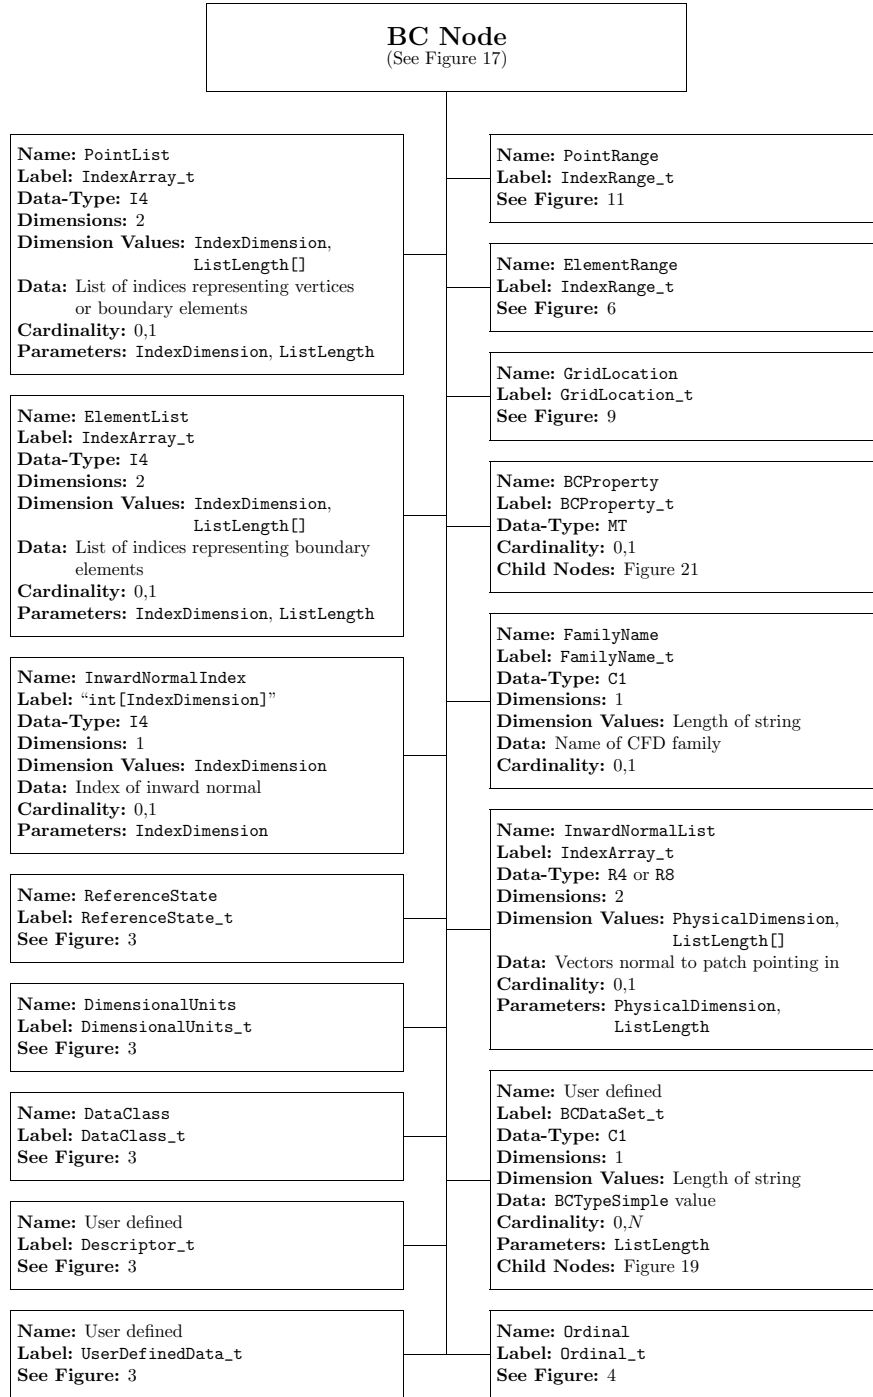 BC Node
(See Figure 17)
Name: PointList
Label: IndexArray_t
Data-Type: I4
Dimensions: 2
Dimension Values: IndexDimension,
ListLength[]
Data: List of indices representing vertices
or boundary elements
Cardinality: 0,1
Parameters: IndexDimension, ListLength
Name: ElementList
Label: IndexArray_t
Data-Type: I4
Dimensions: 2
Dimension Values: IndexDimension,
ListLength[]
Data: List of indices representing boundary
elements
Cardinality: 0,1
Parameters: IndexDimension, ListLength
Name: InwardNormalIndex
Label: “int[IndexDimension]”
Data-Type: I4
Dimensions: 1
Dimension Values: IndexDimension
Data: Index of inward normal
Cardinality: 0,1
Parameters: IndexDimension
Name: ReferenceState
Label: ReferenceState_t
See Figure: 3
Name: DimensionalUnits
Label: DimensionalUnits_t
See Figure: 3
Name: DataClass
Label: DataClass_t
See Figure: 3
Name: User defined
Label: Descriptor_t
See Figure: 3
Name: User defined
Label: UserDefinedData_t
See Figure: 3
Name: PointRange
Label: IndexRange_t
See Figure: 11
Name: ElementRange
Label: IndexRange_t
See Figure: 6
Name: GridLocation
Label: GridLocation_t
See Figure: 9
Name: BCProperty
Label: BCProperty_t
Data-Type: MT
Cardinality: 0,1
Child Nodes: Figure 21
Name: FamilyName
Label: FamilyName_t
Data-Type: C1
Dimensions: 1
Dimension Values: Length of string
Data: Name of CFD family
Cardinality: 0,1
Name: InwardNormalList
Label: IndexArray_t
Data-Type: R4 or R8
Dimensions: 2
Dimension Values: PhysicalDimension,
ListLength[]
Data: Vectors normal to patch pointing in
Cardinality: 0,1
Parameters: PhysicalDimension,
ListLength
Name: User defined
Label: BCDataSet_t
Data-Type: C1
Dimensions: 1
Dimension Values: Length of string
Data: BCTypeSimple value
Cardinality: 0,N
Parameters: ListLength
Child Nodes: Figure 19
Name: Ordinal
Label: Ordinal_t
See Figure: 4